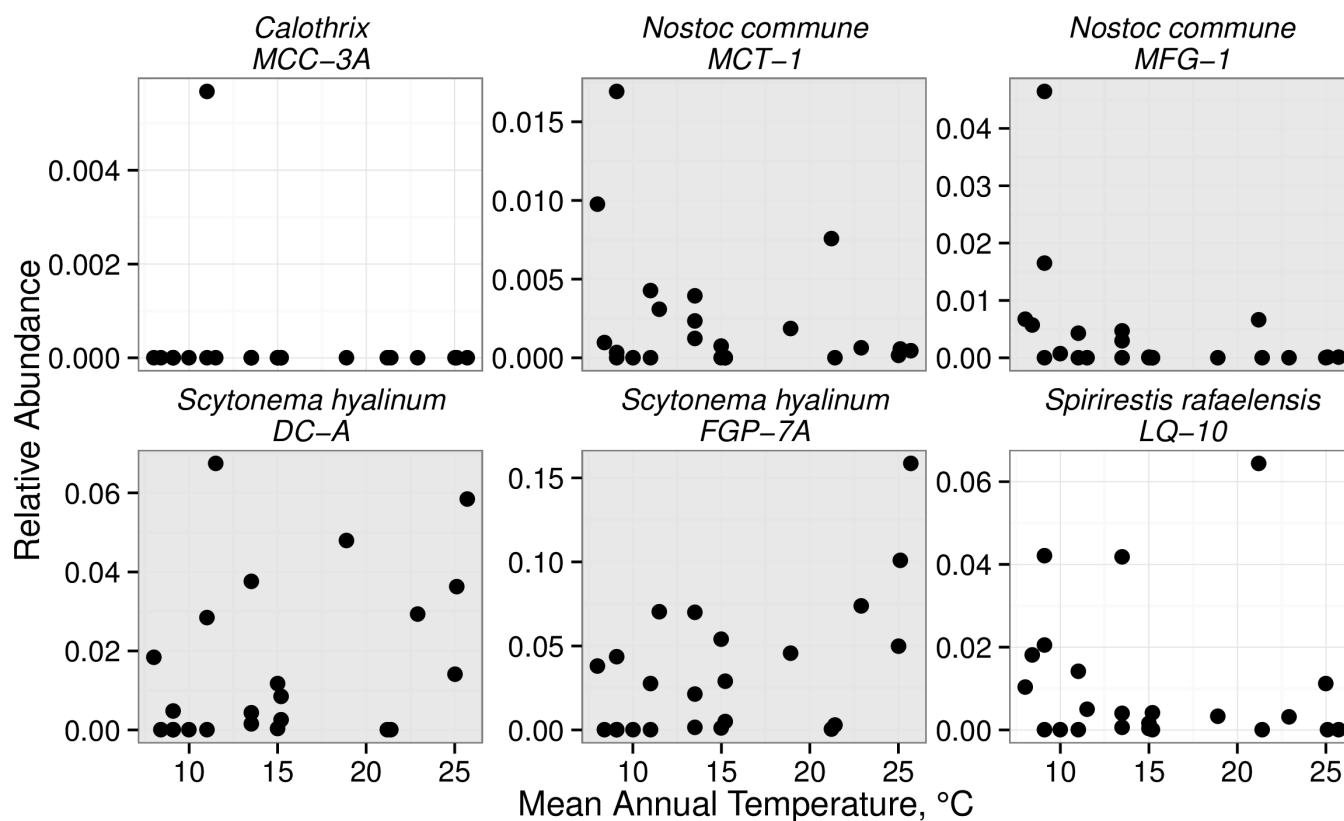 Calothrix
MCC−3A
Nostoc commune
MCT−1
Nostoc commune
MFG−1
0.004
0.002
0.000
0.015
0.010
0.005
0.000
0.04
0.03
0.02
0.01
0.00
Relative Abundance
Scytonema hyalinum
DC−A
Scytonema hyalinum
FGP−7A
Spirirestis rafaelensis
LQ−10
0.06
0.04
0.02
0.00
0.15
0.10
0.05
0.00
0.06
0.04
0.02
0.00
10 15 20 25
10 15 20 25
10 15 20 25
Mean Annual Temperature, °C